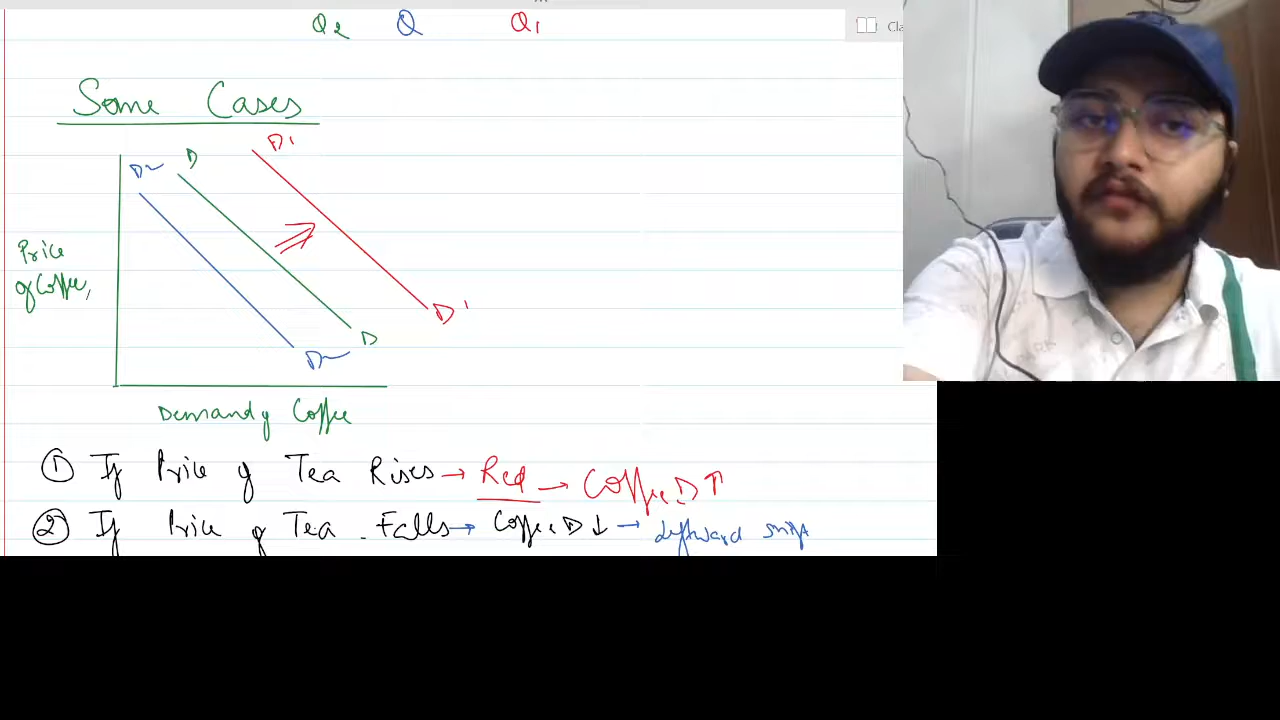 Q2 Q Q1
Cla
Some Cases
D1
D
D2
Price
of Coffee,
D1
D
D2
Demand of Coffee
① If Price of Tea Rises → Red → Coffee D ↑
② If Price of Tea Falls → Coffee D ↓ → Leftward shift